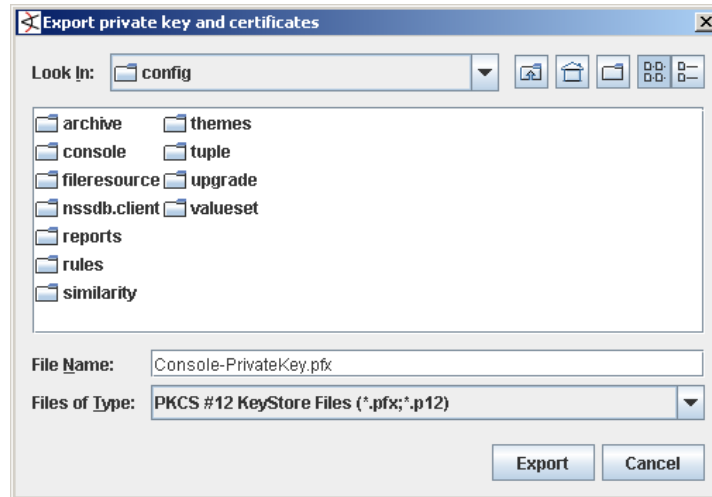 Export private key and certificates
Look In: config
archive themes
console tuple
fileresource upgrade
nssdb.client valueset
reports
rules
similarity
File Name: Console-PrivateKey.pfx
Files of Type: PKCS #12 KeyStore Files (*.pfx;*.p12)
Export Cancel